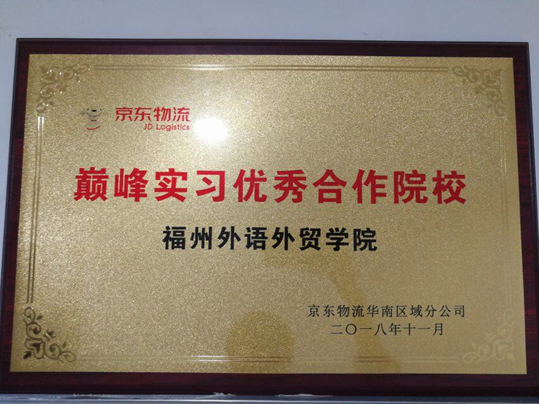 京东物流
JD Logistics
巅峰实习优秀合作院校
福州外语外贸学院
京东物流华南区域分公司
二〇一八年十一月